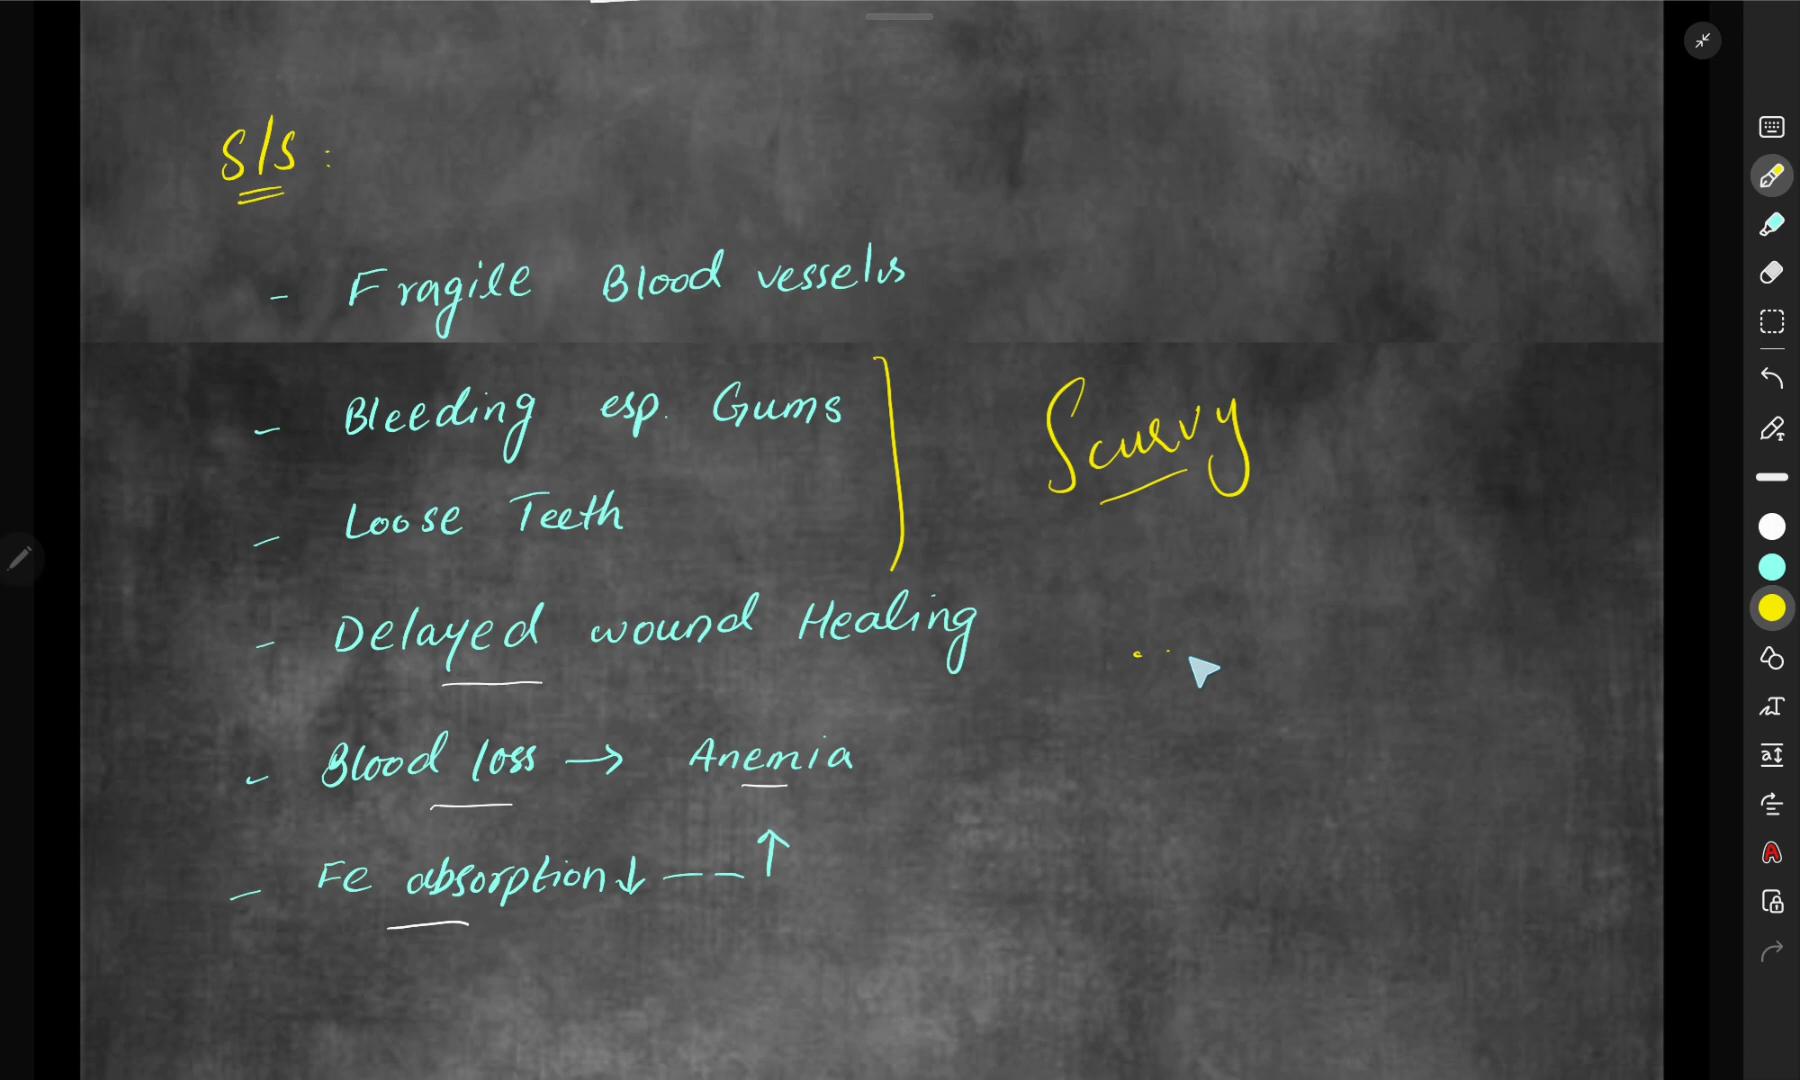 S/S :
- Fragile Blood vessels
- Bleeding esp. Gums
- Loose Teeth
Scurvy
- Delayed wound Healing
- Blood loss → Anemia
- Fe absorption ↓ --- ↑